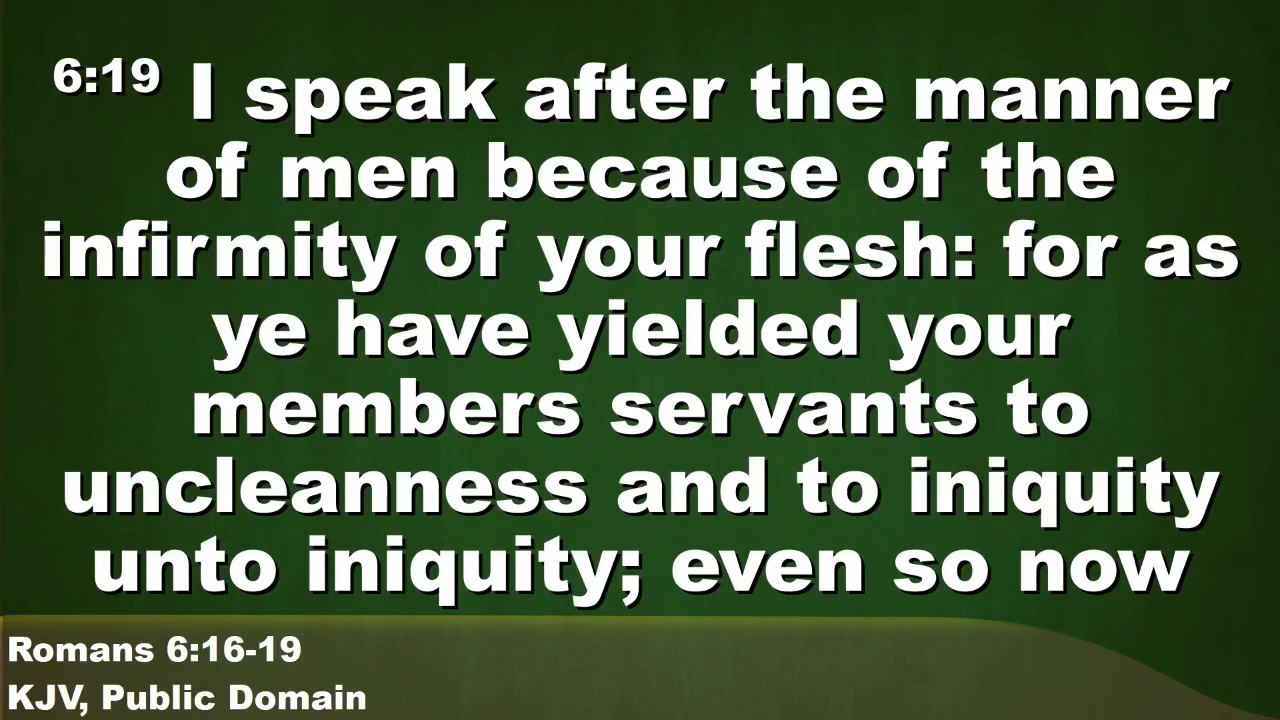 6:19 I speak after the manner
of men because of the
infirmity of your flesh: for as
ye have yielded your
members servants to
uncleanness and to iniquity
unto iniquity; even so now
Romans 6:16-19
KJV, Public Domain